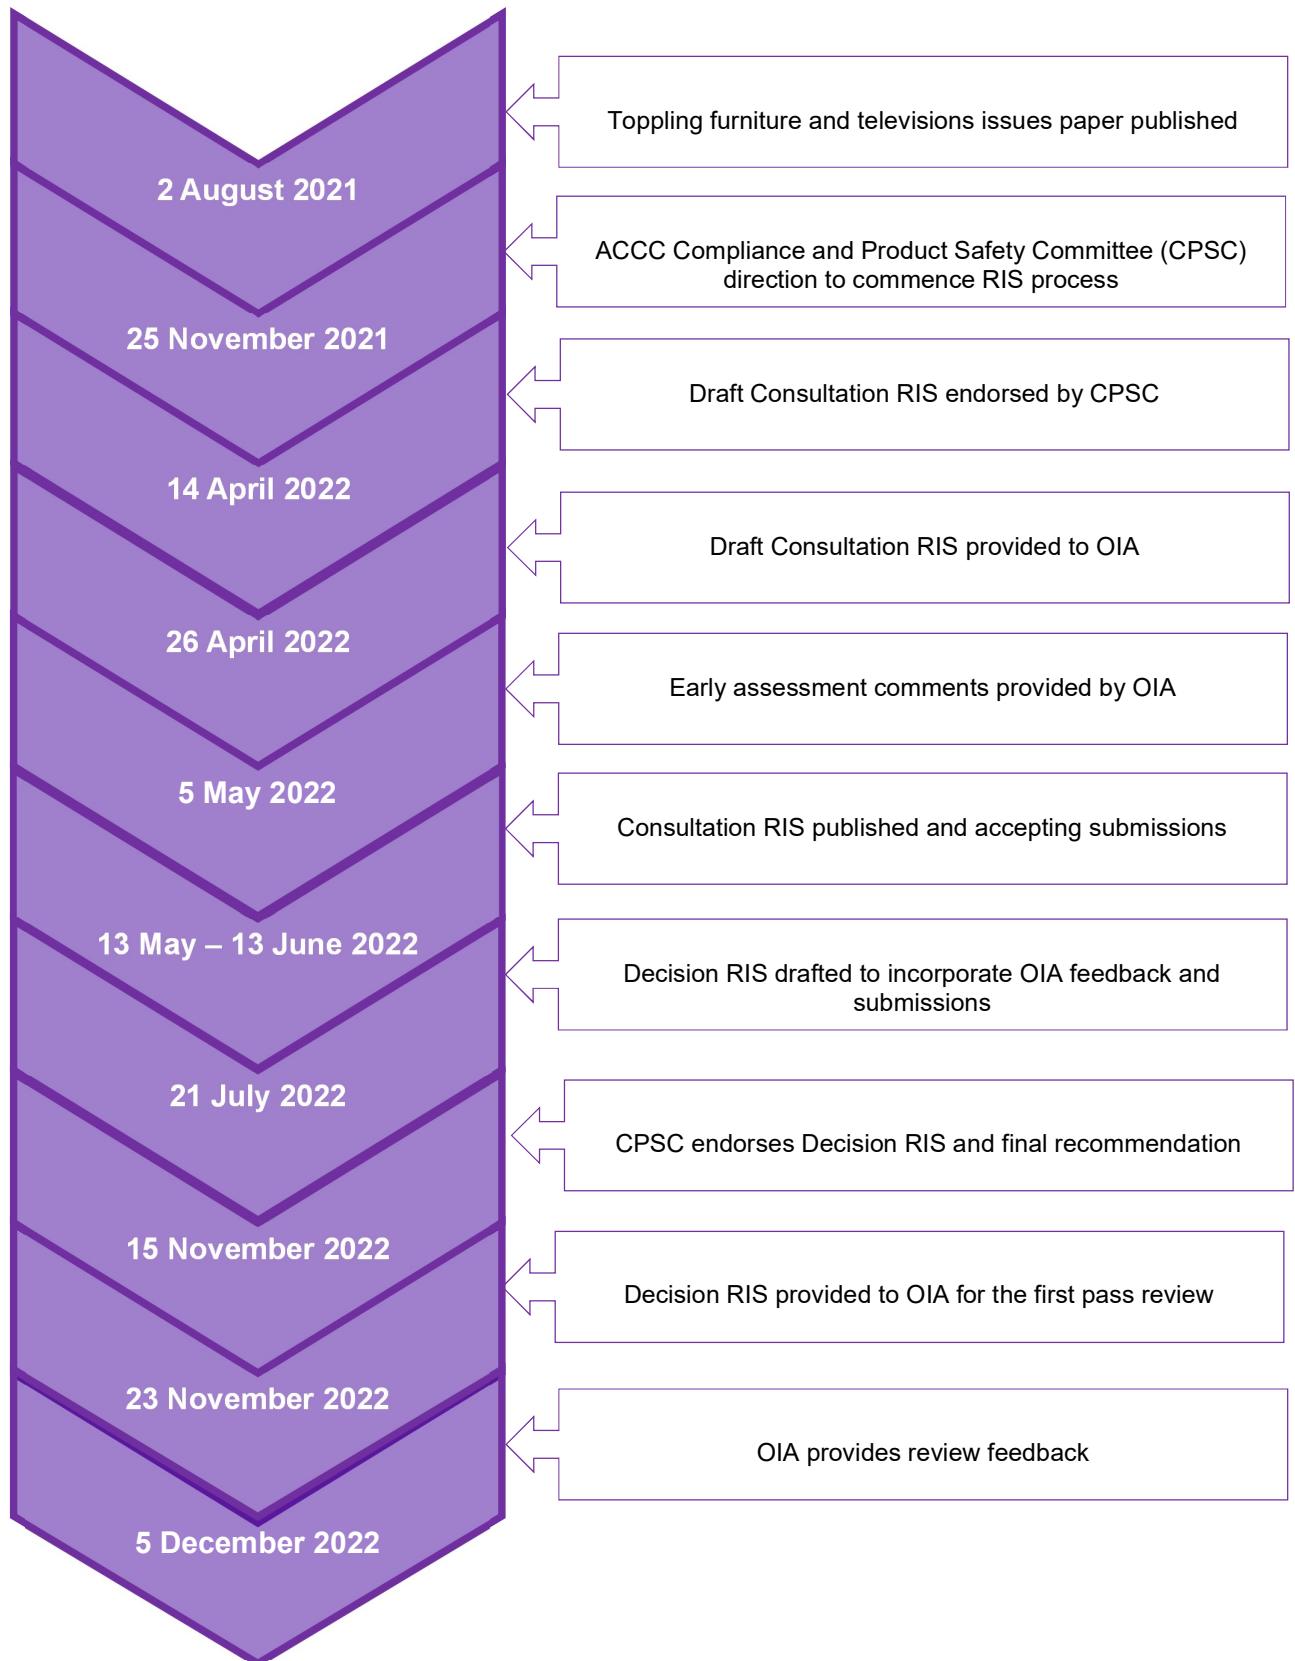 Toppling furniture and televisions issues paper published
2 August 2021
ACCC Compliance and Product Safety Committee (CPSC)
direction to commence RIS process
25 November 2021
Draft Consultation RIS endorsed by CPSC
14 April 2022
Draft Consultation RIS provided to OIA
26 April 2022
Early assessment comments provided by OIA
5 May 2022
Consultation RIS published and accepting submissions
13 May – 13 June 2022
Decision RIS drafted to incorporate OIA feedback and
submissions
21 July 2022
CPSC endorses Decision RIS and final recommendation
15 November 2022
Decision RIS provided to OIA for the first pass review
23 November 2022
OIA provides review feedback
5 December 2022